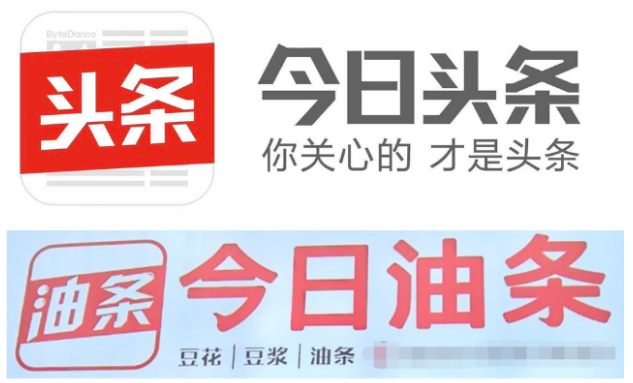 ByteDance
头条
今日头条
你关心的 才是头条
油条
今日油条
豆花 | 豆浆 | 油条